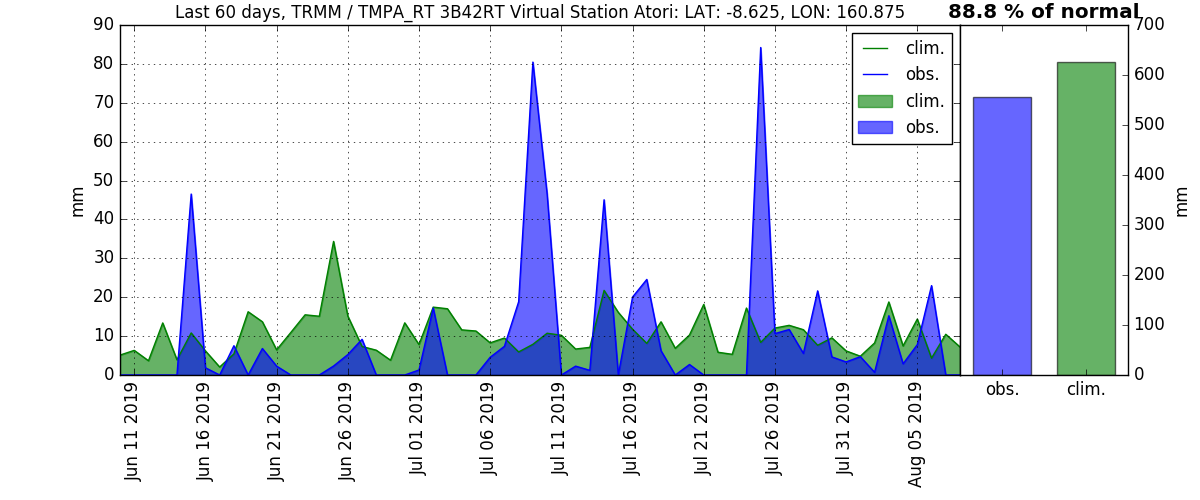 Last 60 days, TRMM / TMPA_RT 3B42RT Virtual Station Atori: LAT: -8.625, LON: 160.875
88.8 % of normal
90
80
70
60
50
40
30
20
10
0
mm
clim.
obs.
clim.
obs.
Jun 11 2019
Jun 16 2019
Jun 21 2019
Jun 26 2019
Jul 01 2019
Jul 06 2019
Jul 11 2019
Jul 16 2019
Jul 21 2019
Jul 26 2019
Jul 31 2019
Aug 05 2019
700
600
500
400
300
200
100
0
mm
obs.
clim.